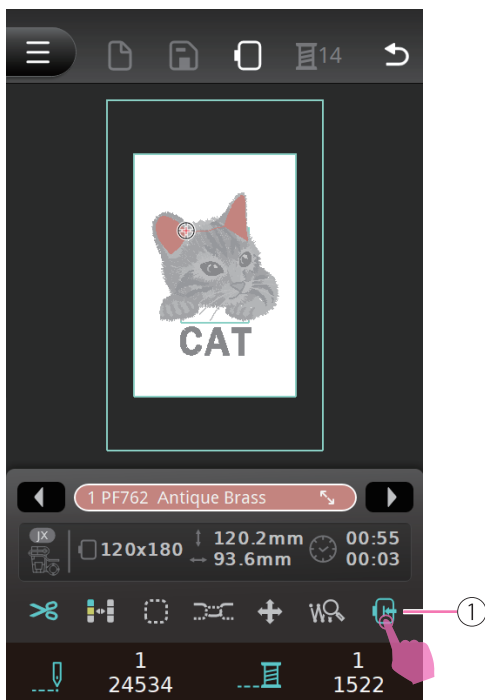 14
CAT
1 PF762 Antique Brass
JX
120x180
120.2mm
93.6mm
00:55
00:03
W
1
1
24534
1
1522